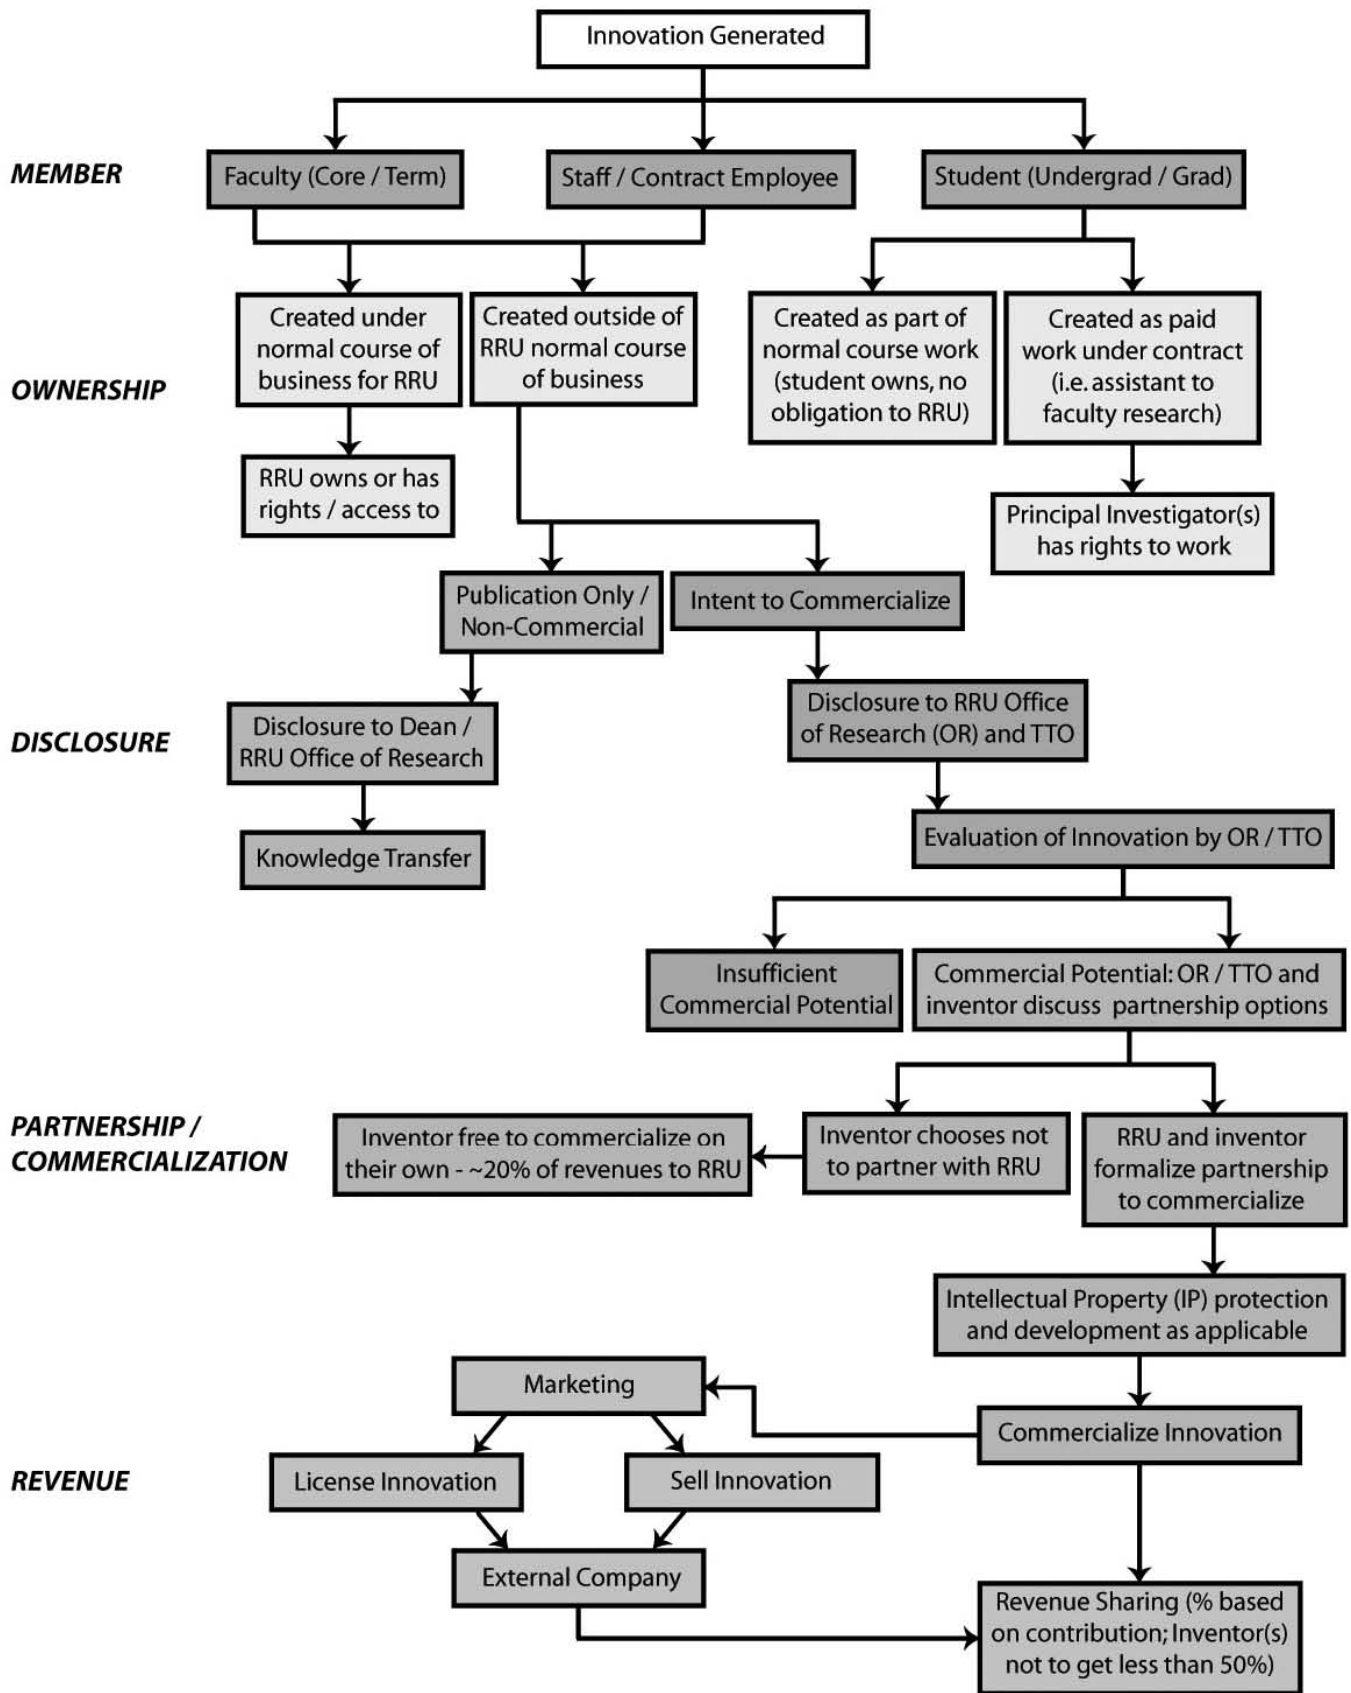 Innovation Generated
MEMBER
Faculty (Core / Term)
Staff / Contract Employee
Student (Undergrad / Grad)
OWNERSHIP
Created under
normal course of
business for RRU
Created outside of
RRU normal course
of business
Created as part of
normal course work
(student owns, no
obligation to RRU)
Created as paid
work under contract
(i.e. assistant to
faculty research)
RRU owns or has
rights / access to
Principal Investigator(s)
has rights to work
Publication Only /
Non-Commercial
Intent to Commercialize
DISCLOSURE
Disclosure to Dean /
RRU Office of Research
Disclosure to RRU Office
of Research (OR) and TTO
Knowledge Transfer
Evaluation of Innovation by OR / TTO
Insufficient
Commercial Potential
Commercial Potential: OR / TTO and
inventor discuss partnership options
PARTNERSHIP /
COMMERCIALIZATION
Inventor free to commercialize on
their own - ~20% of revenues to RRU
Inventor chooses not
to partner with RRU
RRU and inventor
formalize partnership
to commercialize
Intellectual Property (IP) protection
and development as applicable
Marketing
Commercialize Innovation
REVENUE
License Innovation
Sell Innovation
External Company
Revenue Sharing (% based
on contribution; Inventor(s)
not to get less than 50%)